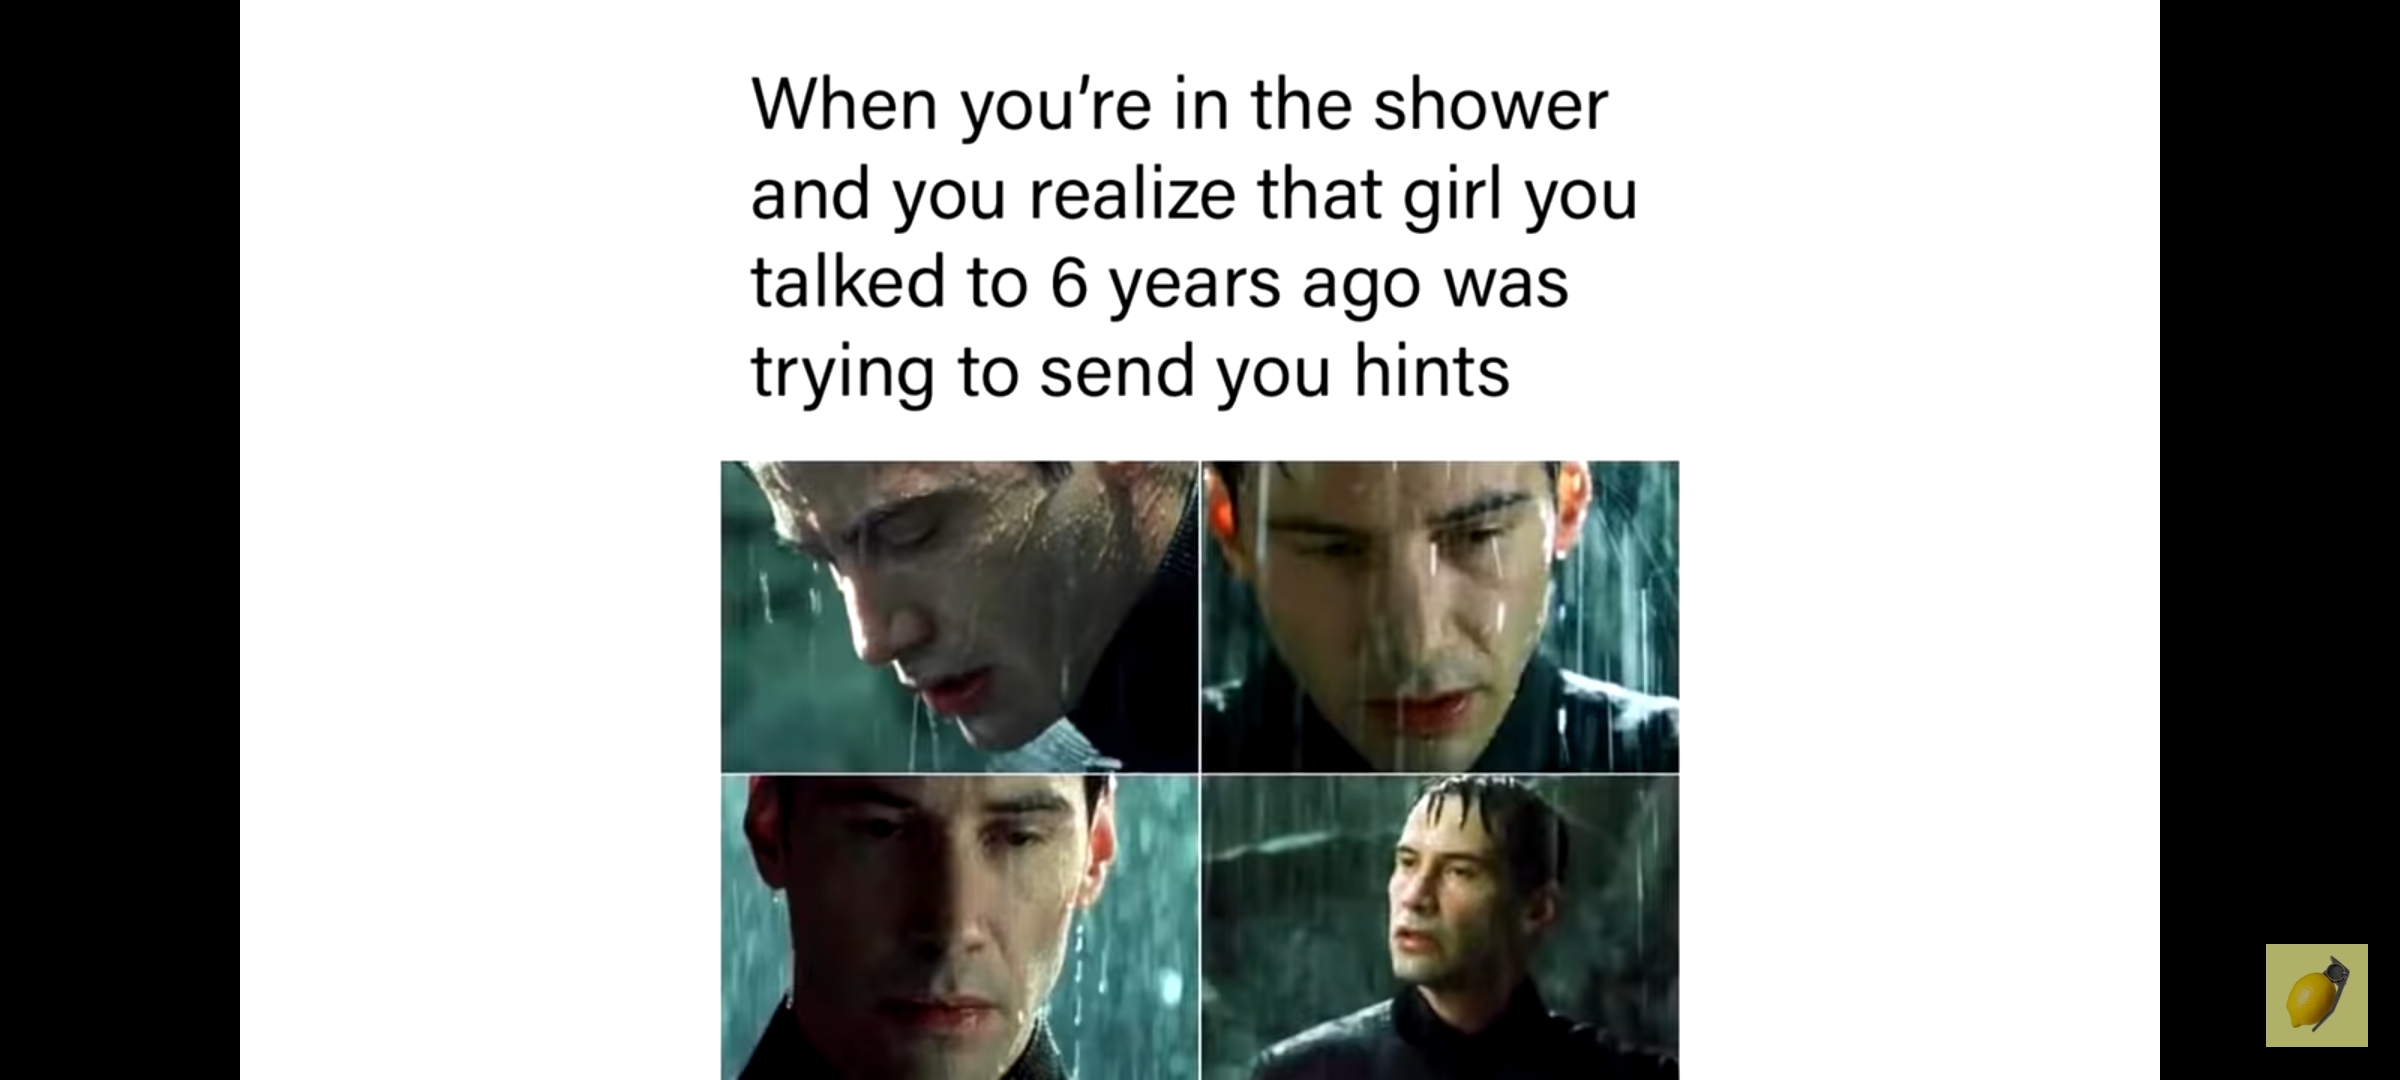 When you’re in the shower
and you realize that girl you
talked to 6 years ago was
trying to send you hints